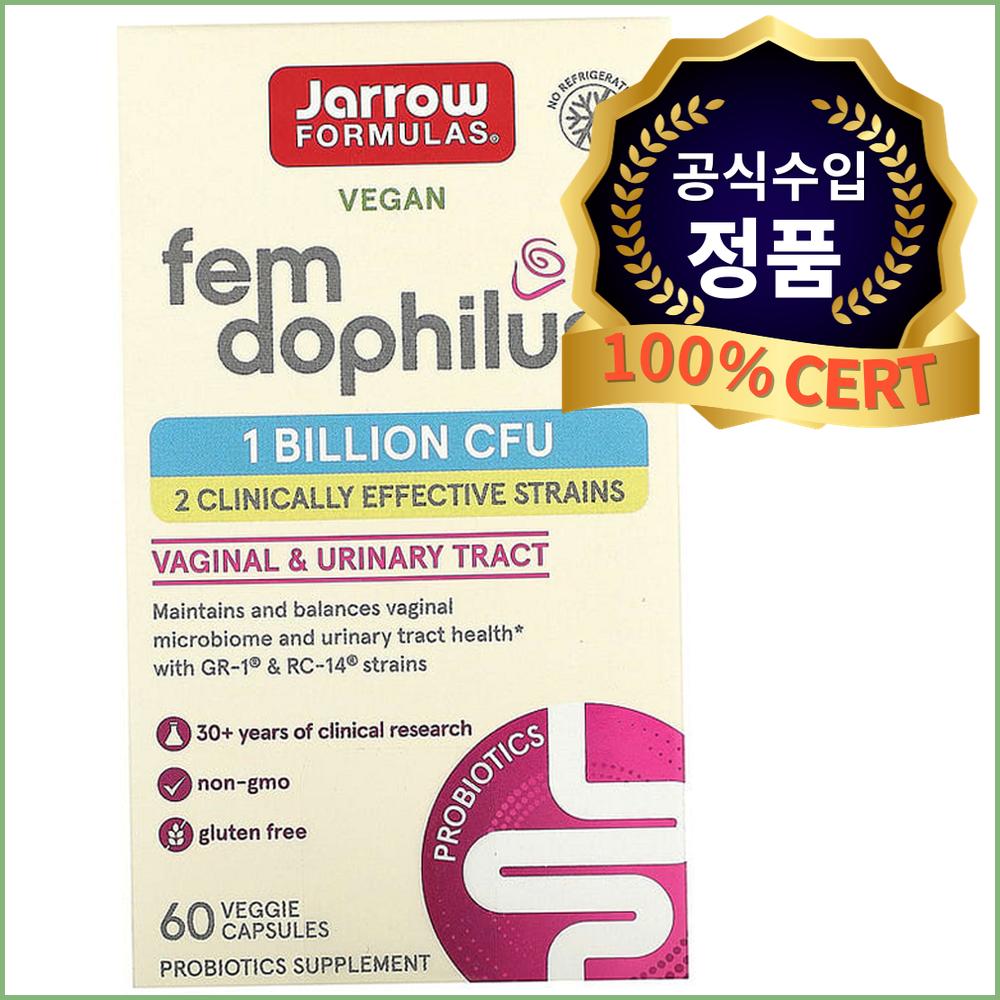 Jarrow
FORMULAS®
NO REFRIGERAT
VEGAN
fem
dophilus
1 BILLION CFU
2 CLINICALLY EFFECTIVE STRAINS
VAGINAL & URINARY TRACT
Maintains and balances vaginal
microbiome and urinary tract health*
with GR-1® & RC-14® strains
30+ years of clinical research
non-gmo
gluten free
PROBIOTICS
60 VEGGIE
CAPSULES
PROBIOTICS SUPPLEMENT
공식수입
정품
100% CERT